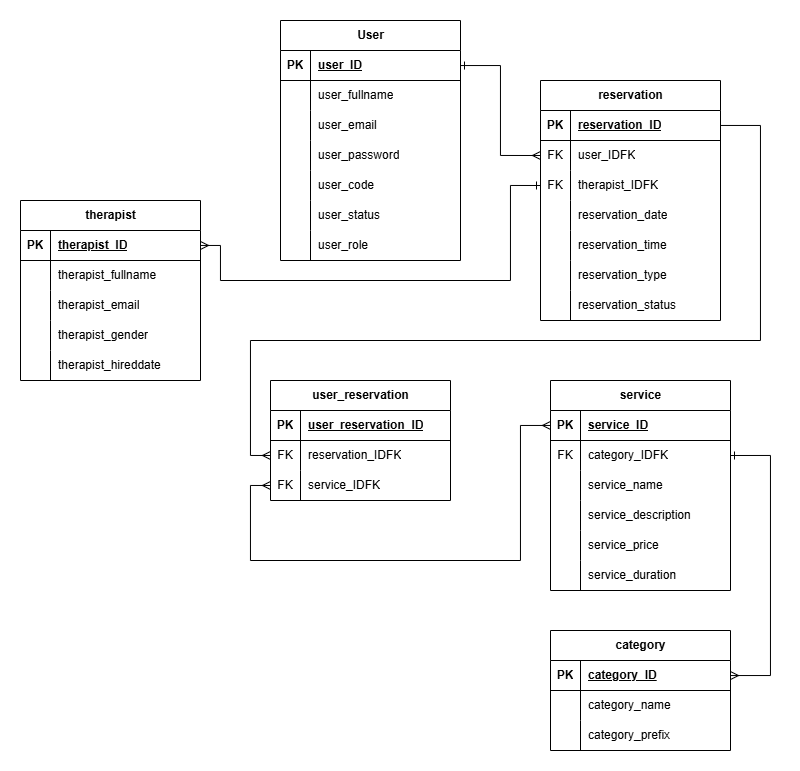 User
PK user_ID
user_fullname
user_email
user_password
user_code
user_status
user_role
reservation
PK reservation_ID
FK user_IDFK
FK therapist_IDFK
reservation_date
reservation_time
reservation_type
reservation_status
therapist
PK therapist_ID
therapist_fullname
therapist_email
therapist_gender
therapist_hireddate
user_reservation
PK user_reservation_ID
FK reservation_IDFK
FK service_IDFK
service
PK service_ID
FK category_IDFK
service_name
service_description
service_price
service_duration
category
PK category_ID
category_name
category_prefix